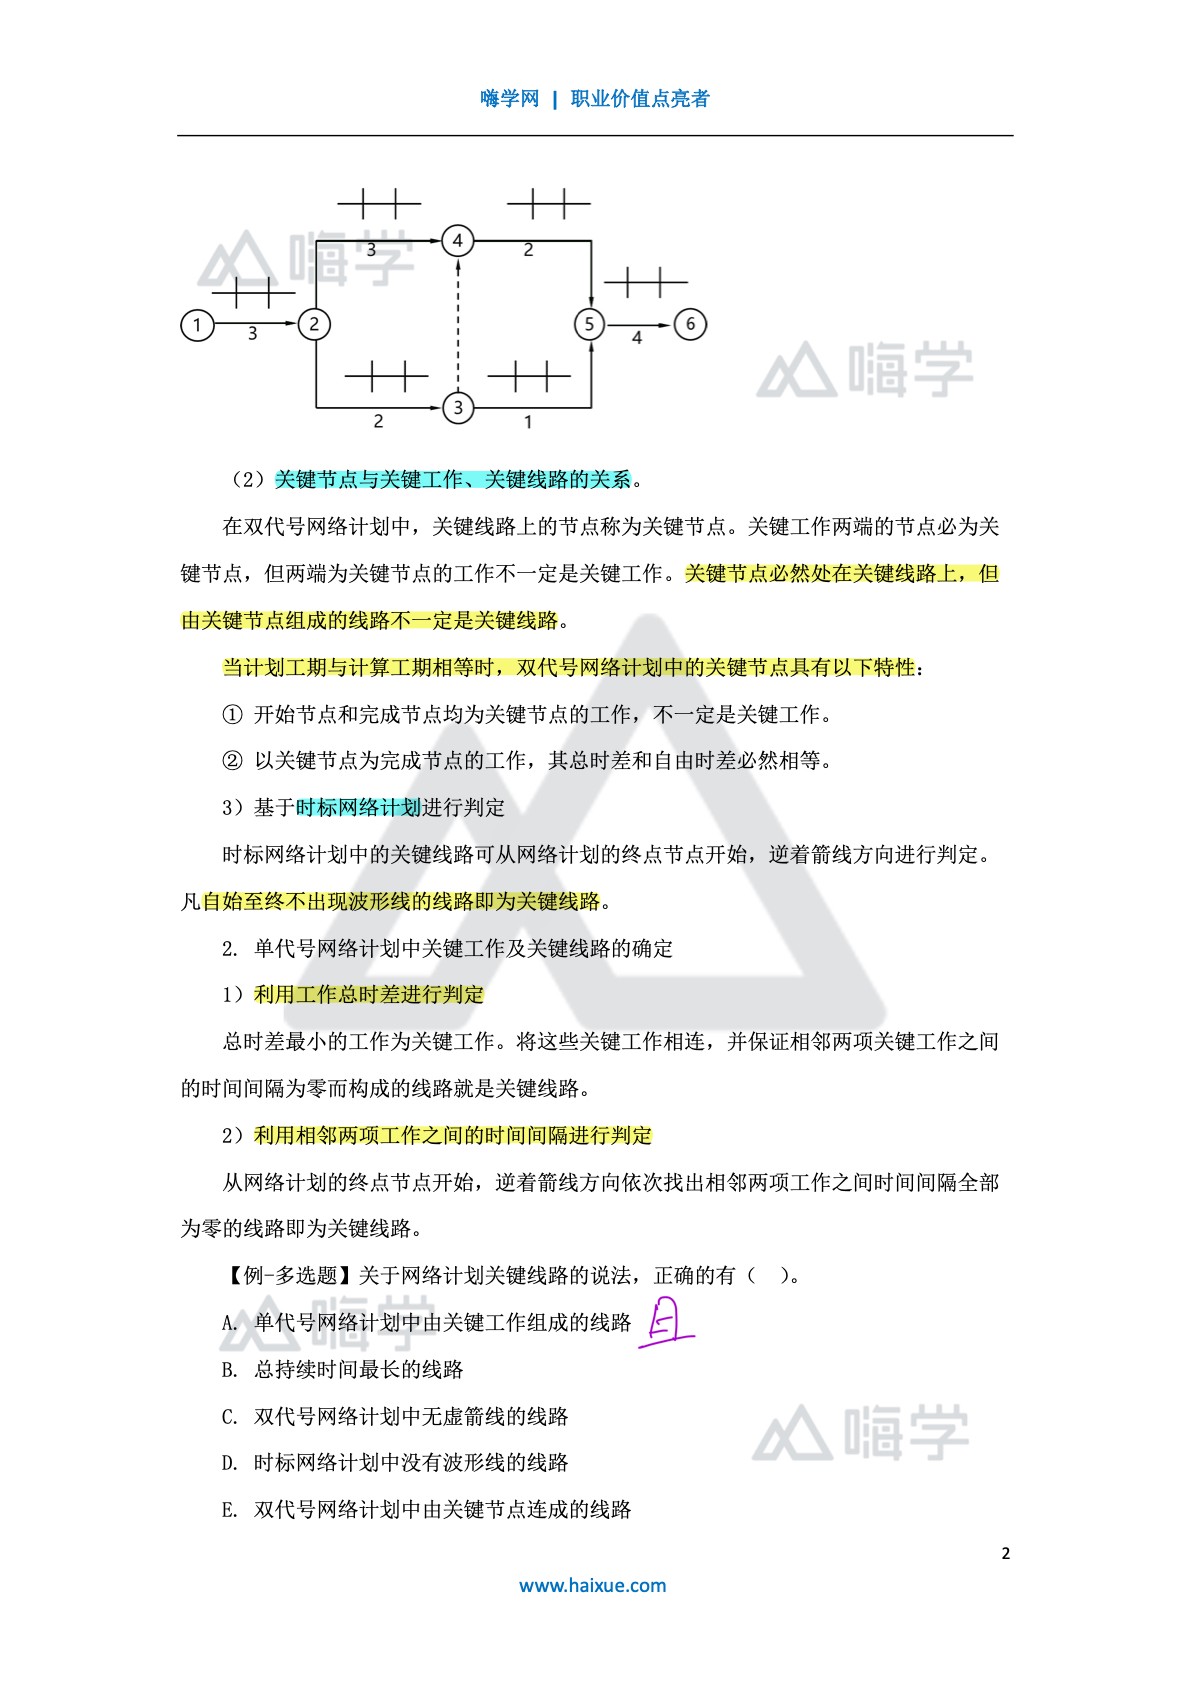 嗨学网 | 职业价值点亮者
3
4
2
嗨学
1
3
2
5
4
6
嗨学
2
3
1
（2）关键节点与关键工作、关键线路的关系。
在双代号网络计划中，关键线路上的节点称为关键节点。关键工作两端的节点必为关
键节点，但两端为关键节点的工作不一定是关键工作。关键节点必然处在关键线路上，但
由关键节点组成的线路不一定是关键线路。
当计划工期与计算工期相等时，双代号网络计划中的关键节点具有以下特性：
① 开始节点和完成节点均为关键节点的工作，不一定是关键工作。
② 以关键节点为完成节点的工作，其总时差和自由时差必然相等。
3）基于时标网络计划进行判定
时标网络计划中的关键线路可从网络计划的终点节点开始，逆着箭线方向进行判定。
凡自始至终不出现波形线的线路即为关键线路。
2. 单代号网络计划中关键工作及关键线路的确定
1）利用工作总时差进行判定
总时差最小的工作为关键工作。将这些关键工作相连，并保证相邻两项关键工作之间
的时间间隔为零而构成的线路就是关键线路。
2）利用相邻两项工作之间的时间间隔进行判定
从网络计划的终点节点开始，逆着箭线方向依次找出相邻两项工作之间时间间隔全部
为零的线路即为关键线路。
【例-多选题】关于网络计划关键线路的说法，正确的有（ ）。
A. 单代号网络计划中由关键工作组成的线路
嗨学
B. 总持续时间最长的线路
C. 双代号网络计划中无虚箭线的线路
嗨学
D. 时标网络计划中没有波形线的线路
E. 双代号网络计划中由关键节点连成的线路
2
www.haixue.com